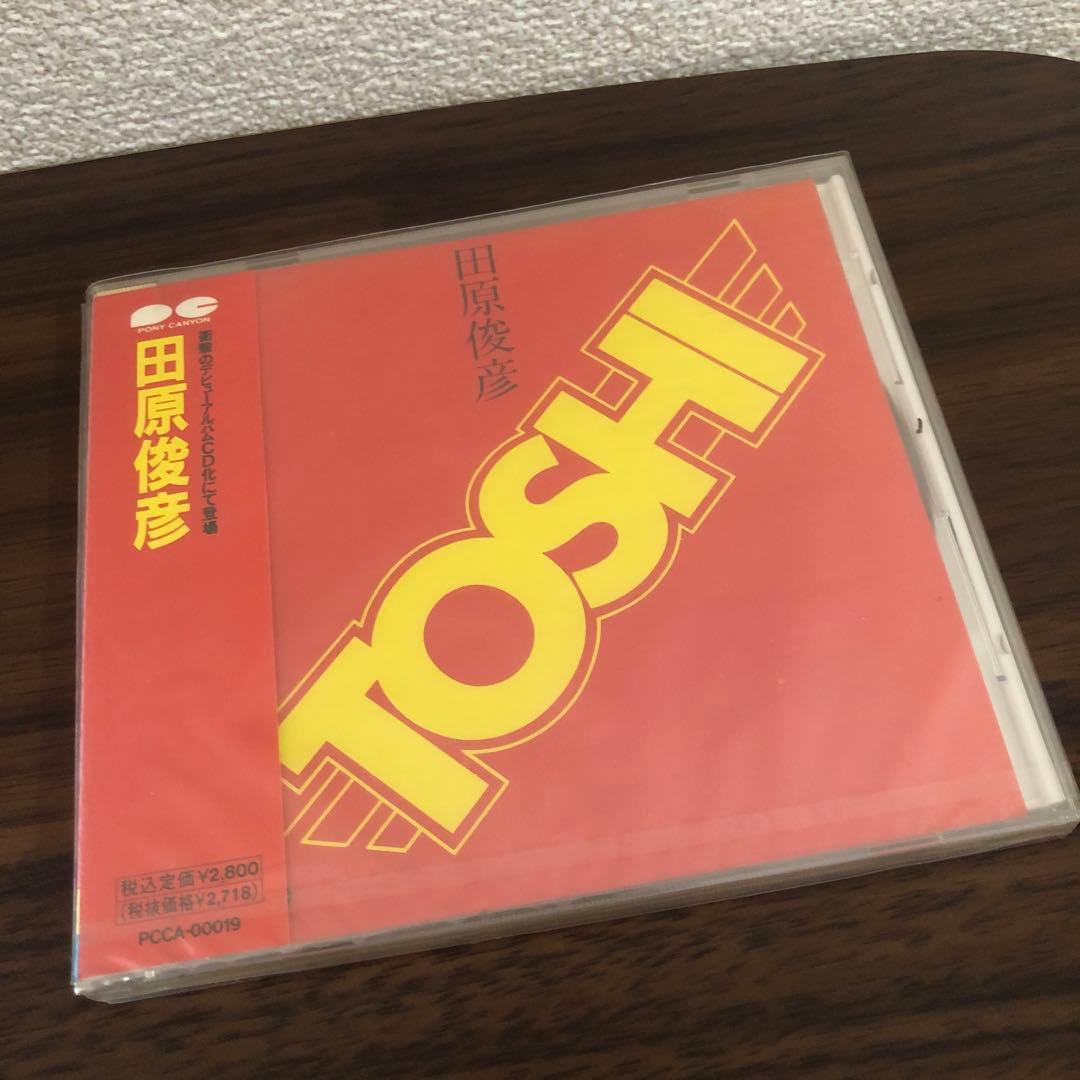 PONY CANYON
田原俊彦
衝撃のデビューアルバムCD化にて登場
税込定価¥2,800
(税抜価格¥2,718)
PCCA-00019
田原俊彦
TOSHI